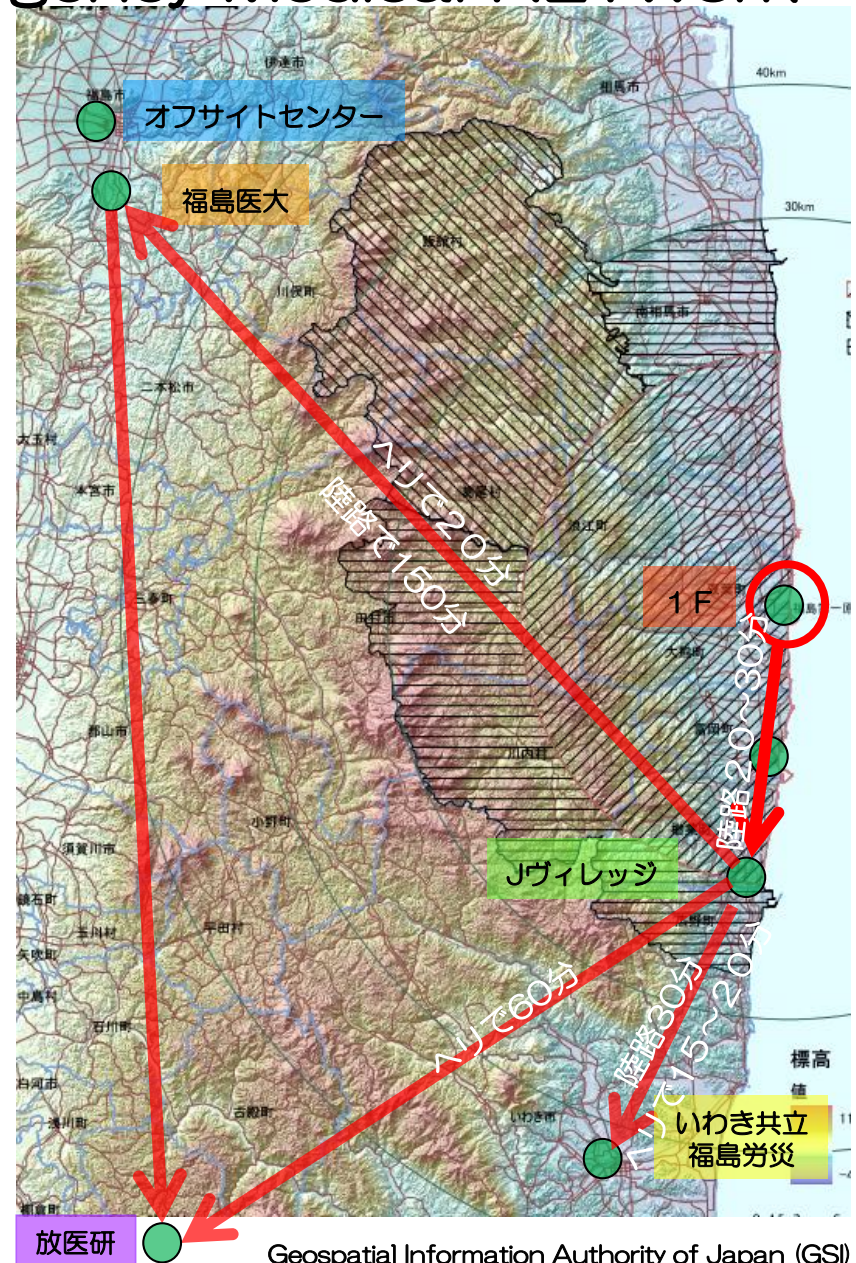 伊達市
相馬市
40km
福島市
オフサイトセンター
福島医大
30km
飯舘村
川俣町
南相馬市
二本松市
大玉村
本宮市
ヘリで20分
陸路で150分
葛尾村
浪江町
三春町
田村市
1F
大熊町
陸路20〜30分
富岡町
郡山市
川内村
小野町
須賀川市
Jヴィレッジ
鏡石町
玉川村
平田村
広野町
矢吹町
中島村
ヘリで60分
陸路30分
ヘリで15〜20分
石川町
標高
値
白河市
浅川町
古殿町
いわき市
いわき共立
福島労災
棚倉町
放医研
Geospatial Information Authority of Japan (GSI)